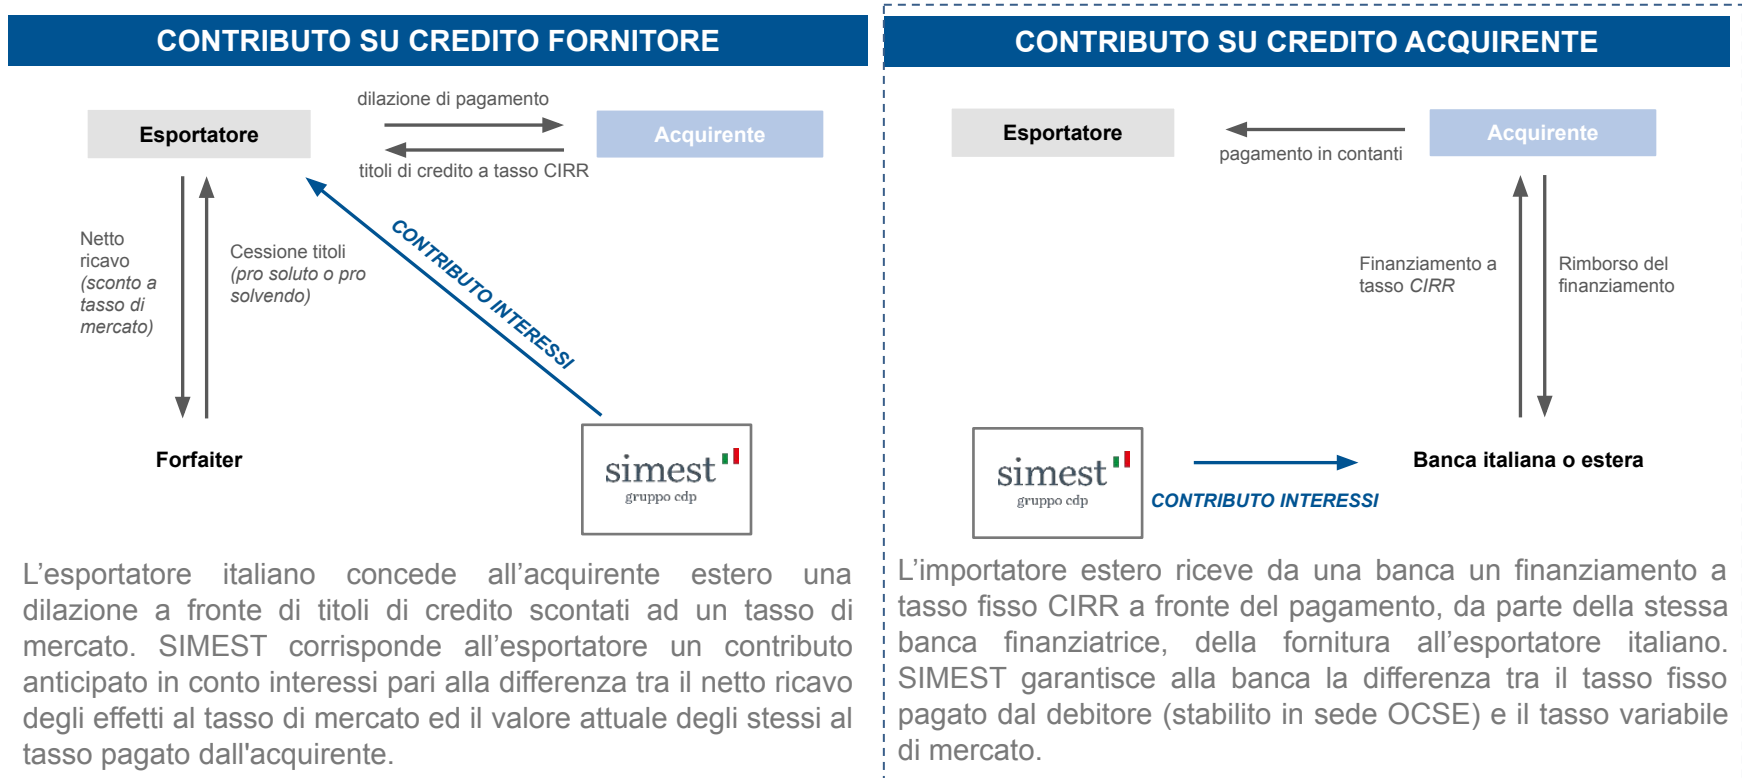 CONTRIBUTO SU CREDITO FORNITORE
dilazione di pagamento
Esportatore
Acquirente
titoli di credito a tasso CIRR
Netto
ricavo
(sconto a
tasso di
mercato)
Cessione titoli
(pro soluto o pro
solvendo)
CONTRIBUTO INTERESSI
Forfaiter
simest
gruppo cdp
L’esportatore italiano concede all’acquirente estero una
dilazione a fronte di titoli di credito scontati ad un tasso di
mercato. SIMEST corrisponde all’esportatore un contributo
anticipato in conto interessi pari alla differenza tra il netto ricavo
degli effetti al tasso di mercato ed il valore attuale degli stessi al
tasso pagato dall'acquirente.
CONTRIBUTO SU CREDITO ACQUIRENTE
Esportatore
Acquirente
pagamento in contanti
Finanziamento a
tasso CIRR
Rimborso del
finanziamento
simest
gruppo cdp
CONTRIBUTO INTERESSI
Banca italiana o estera
L’importatore estero riceve da una banca un finanziamento a
tasso fisso CIRR a fronte del pagamento, da parte della stessa
banca finanziatrice, della fornitura all’esportatore italiano.
SIMEST garantisce alla banca la differenza tra il tasso fisso
pagato dal debitore (stabilito in sede OCSE) e il tasso variabile
di mercato.